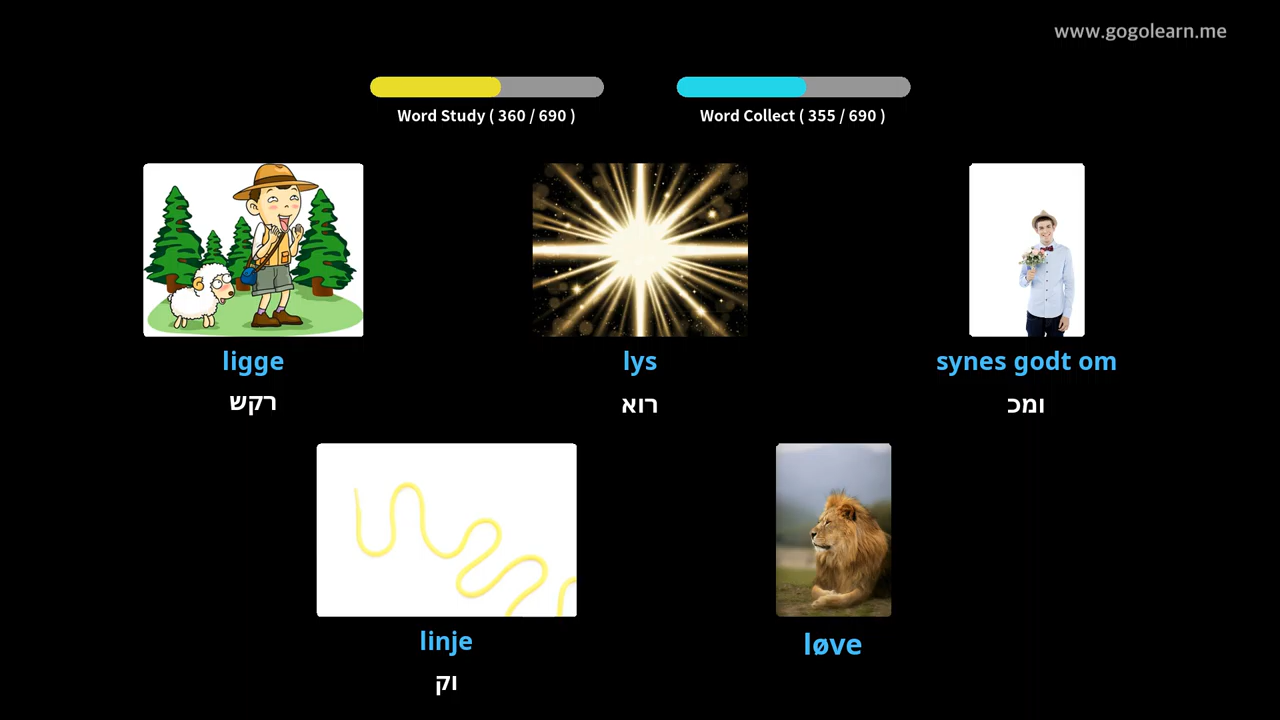 www.gogolearn.me
Word Study ( 360 / 690 )
Word Collect ( 355 / 690 )
ligge
lys
synes godt om
רקש
רוא
ומכ
linje
løve
וק